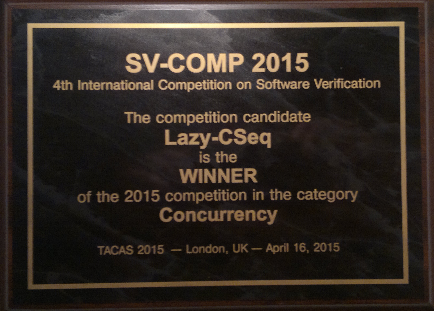 SV-COMP 2015
4th International Competition on Software Verification
The competition candidate
Lazy-CSeq
is the
WINNER
of the 2015 competition in the category
Concurrency
TACAS 2015 — London, UK — April 16, 2015